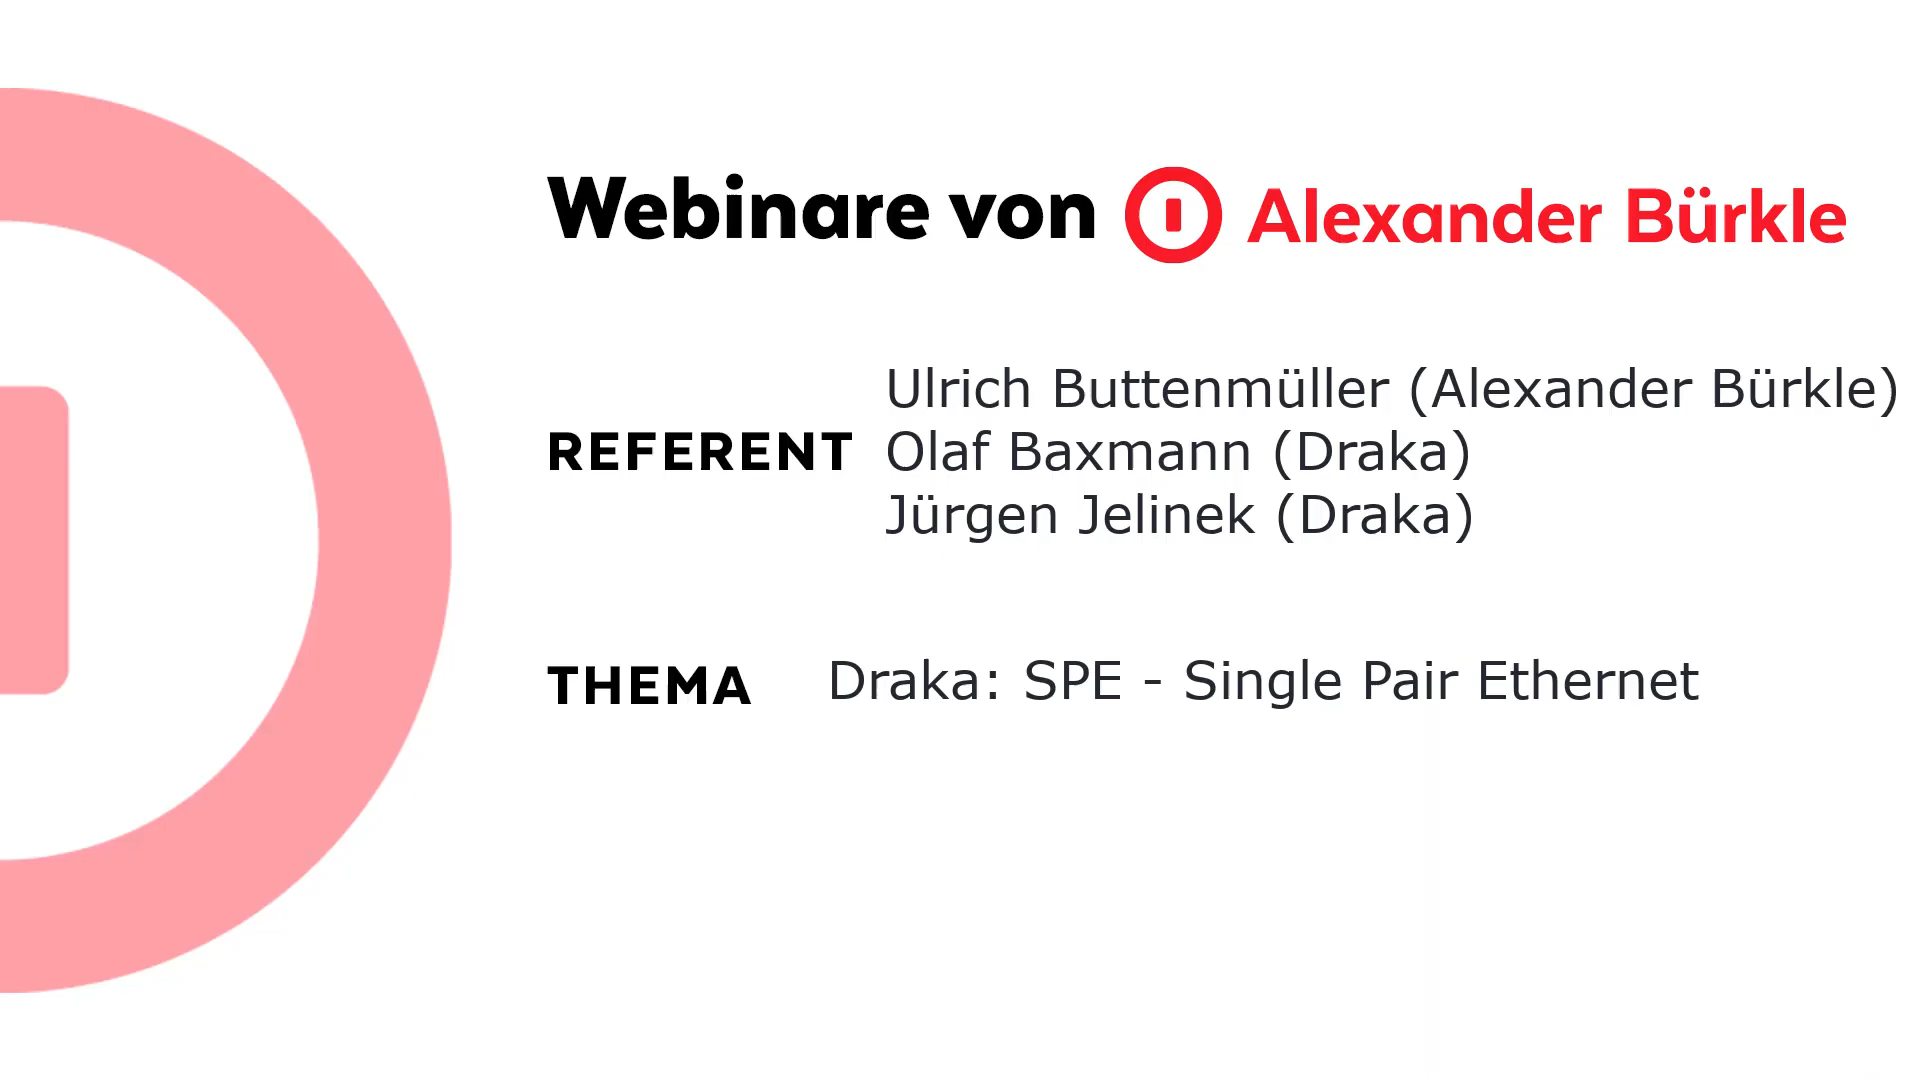 Webinare von Alexander Bürkle
Ulrich Buttenmüller (Alexander Bürkle)
REFERENT Olaf Baxmann (Draka)
Jürgen Jelinek (Draka)
THEMA Draka: SPE - Single Pair Ethernet